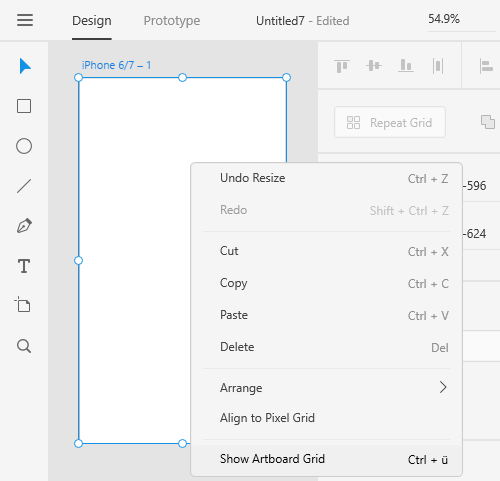 Design Prototype Untitled7 - Edited 54.9%
iPhone 6/7 – 1
Repeat Grid
Undo Resize Ctrl + Z
-596
Redo Shift + Ctrl + Z
-624
Cut Ctrl + X
Copy Ctrl + C
Paste Ctrl + V
Delete Del
Arrange
Align to Pixel Grid
Show Artboard Grid Ctrl + ü